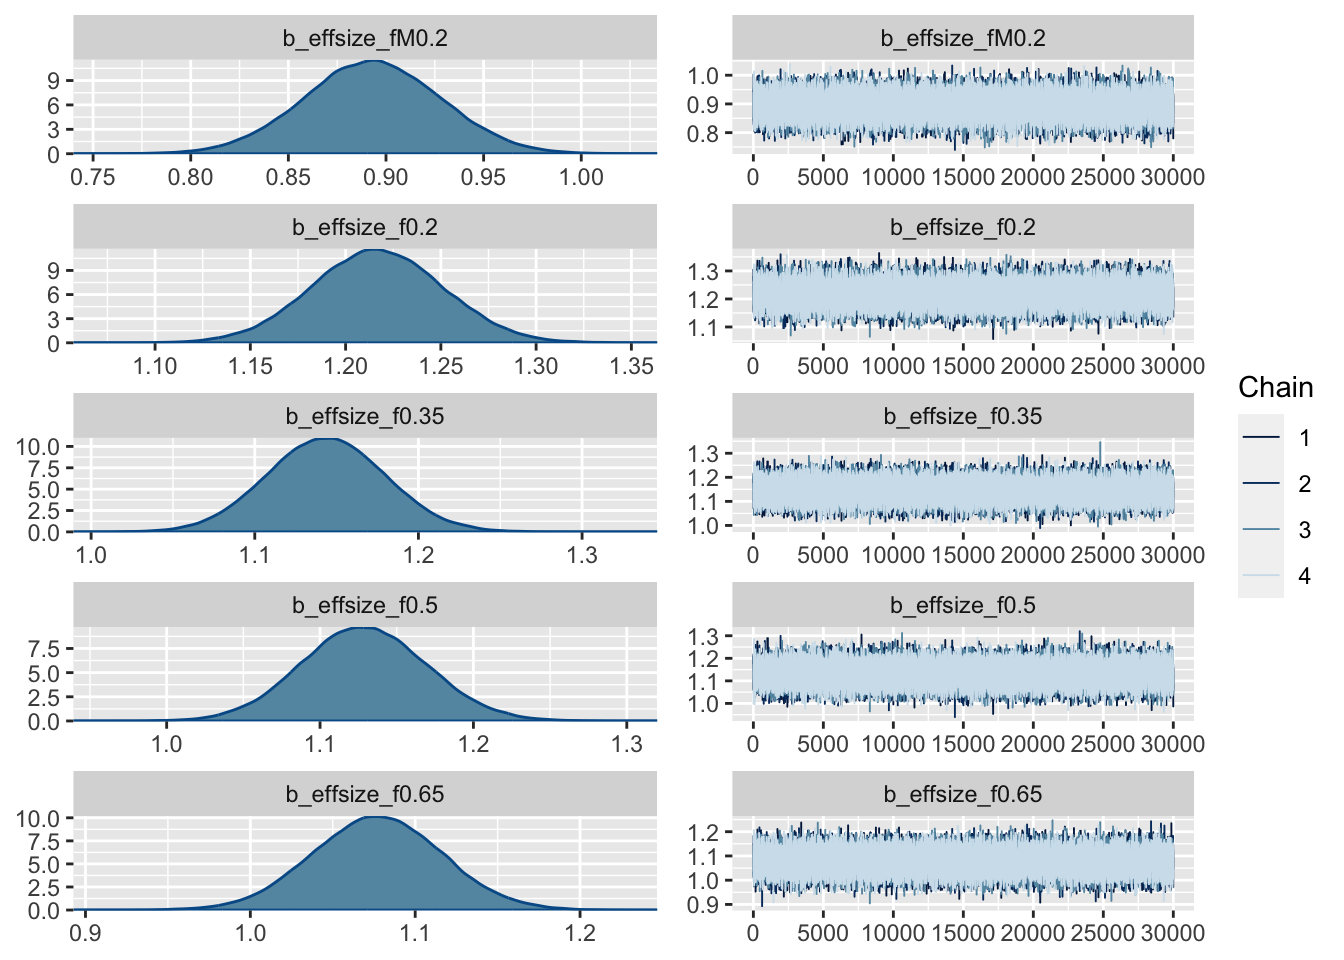 b_effsize_fM0.2 b_effsize_fM0.2
9
6
3
0
0.75 0.80 0.85 0.90 0.95 1.00
1.0
0.9
0.8
0 5000 10000 15000 20000 25000 30000
b_effsize_f0.2 b_effsize_f0.2
9
6
3
0
1.10 1.15 1.20 1.25 1.30 1.35
1.3
1.2
1.1
0 5000 10000 15000 20000 25000 30000
b_effsize_f0.35 b_effsize_f0.35
10.0
7.5
5.0
2.5
0.0
1.0 1.1 1.2 1.3
1.3
1.2
1.1
1.0
0 5000 10000 15000 20000 25000 30000
b_effsize_f0.5 b_effsize_f0.5
7.5
5.0
2.5
0.0
1.0 1.1 1.2 1.3
1.3
1.2
1.1
1.0
0 5000 10000 15000 20000 25000 30000
b_effsize_f0.65 b_effsize_f0.65
10.0
7.5
5.0
2.5
0.0
0.9 1.0 1.1 1.2
1.2
1.1
1.0
0.9
0 5000 10000 15000 20000 25000 30000
Chain
1
2
3
4